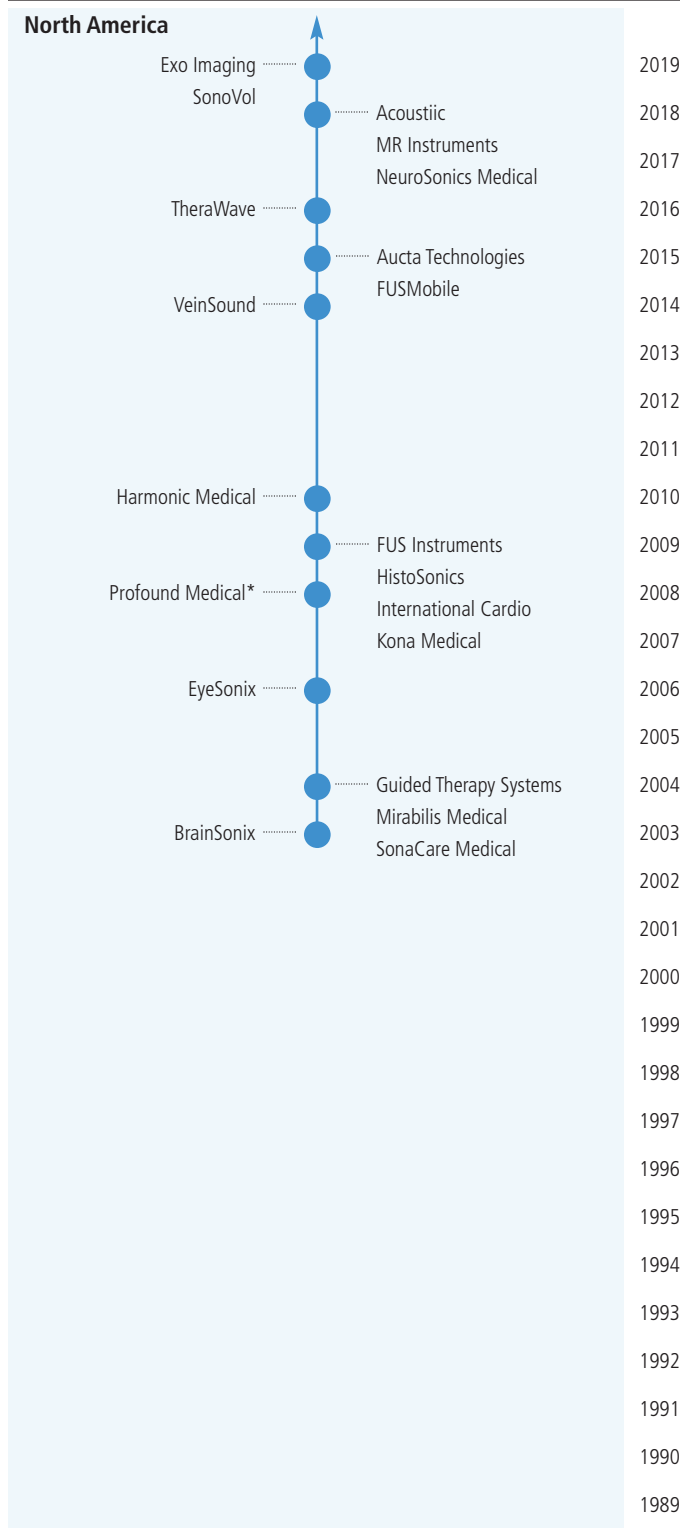 North America
Exo Imaging
SonoVol
2019
Acoustiic
MR Instruments
NeuroSonics Medical
2018
2017
TheraWave
2016
Aucta Technologies
FUSMobile
2015
VeinSound
2014
2013
2012
2011
Harmonic Medical
2010
FUS Instruments
HistoSonics
International Cardio
Kona Medical
2009
Profound Medical*
2008
2007
EyeSonix
2006
2005
Guided Therapy Systems
Mirabilis Medical
SonaCare Medical
2004
BrainSonix
2003
2002
2001
2000
1999
1998
1997
1996
1995
1994
1993
1992
1991
1990
1989